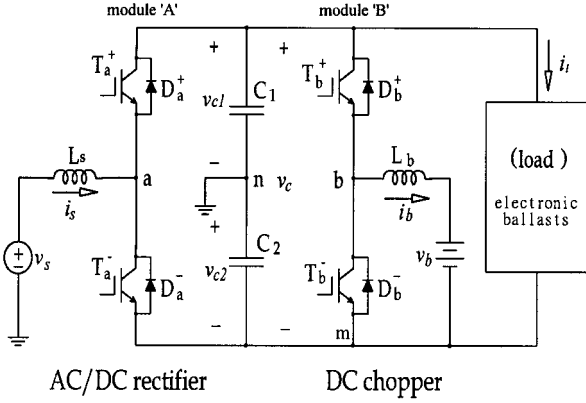 module 'A'
module 'B'
+
+
T_a^+
D_a^+
v_c1
C_1
T_b^+
D_b^+
i_t
L_s
a
−
n
v_c
b
L_b
(load)
electronic
ballasts
i_s
i_b
+
v_s
T_a^-
D_a^-
v_c2
C_2
T_b^-
D_b^-
v_b
−
−
m
AC/DC rectifier
DC chopper